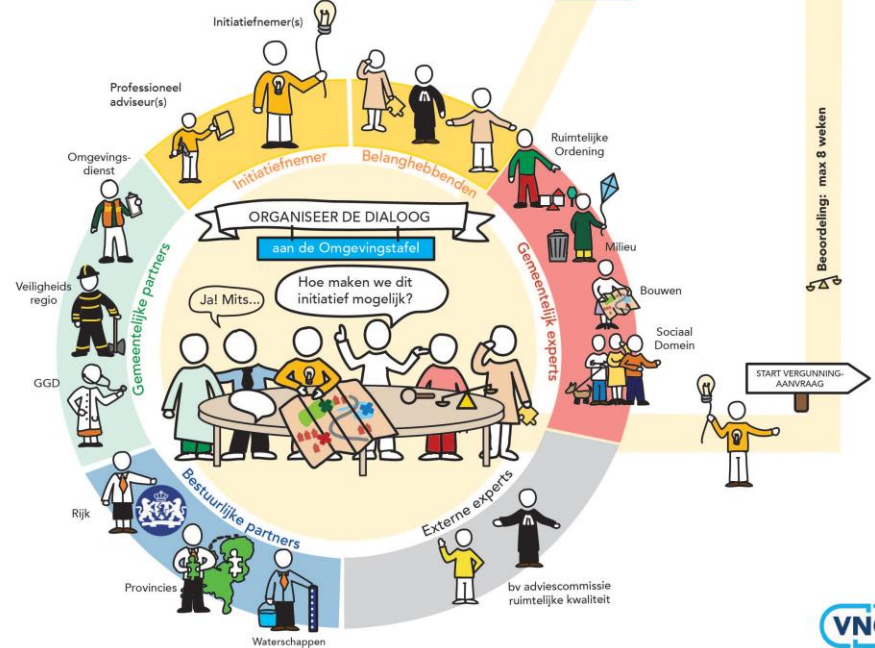 Initiatiefnemer(s)
Professioneel
adviseur(s)
Omgevings-
dienst
Veiligheids
regio
GGD
Rijk
Provincies
Waterschappen
bv adviescommissie
ruimtelijke kwaliteit
Ruimtelijke
Ordening
Milieu
Bouwen
Sociaal
Domein
Initiatiefnemer
Belanghebbenden
Gemeentelijke partners
Gemeentelijk experts
Bestuurlijke partners
Externe experts
ORGANISEER DE DIALOOG
aan de Omgevingstafel
Ja! Mits...
Hoe maken we dit
initiatief mogelijk?
Beoordeling: max 8 weken
START VERGUNNING-
AANVRAAG